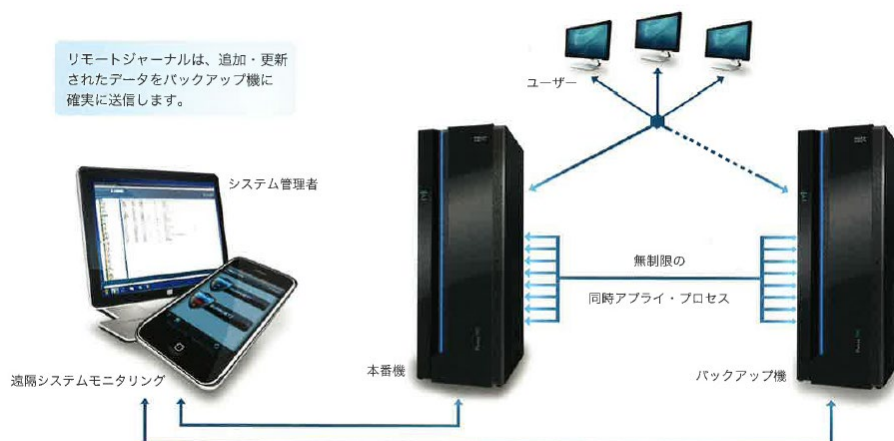 リモートジャーナルは、追加・更新
されたデータをバックアップ機に
確実に送信します。
ユーザー
システム管理者
無制限の
同時アプライ・プロセス
本番機
バックアップ機
遠隔システムモニタリング